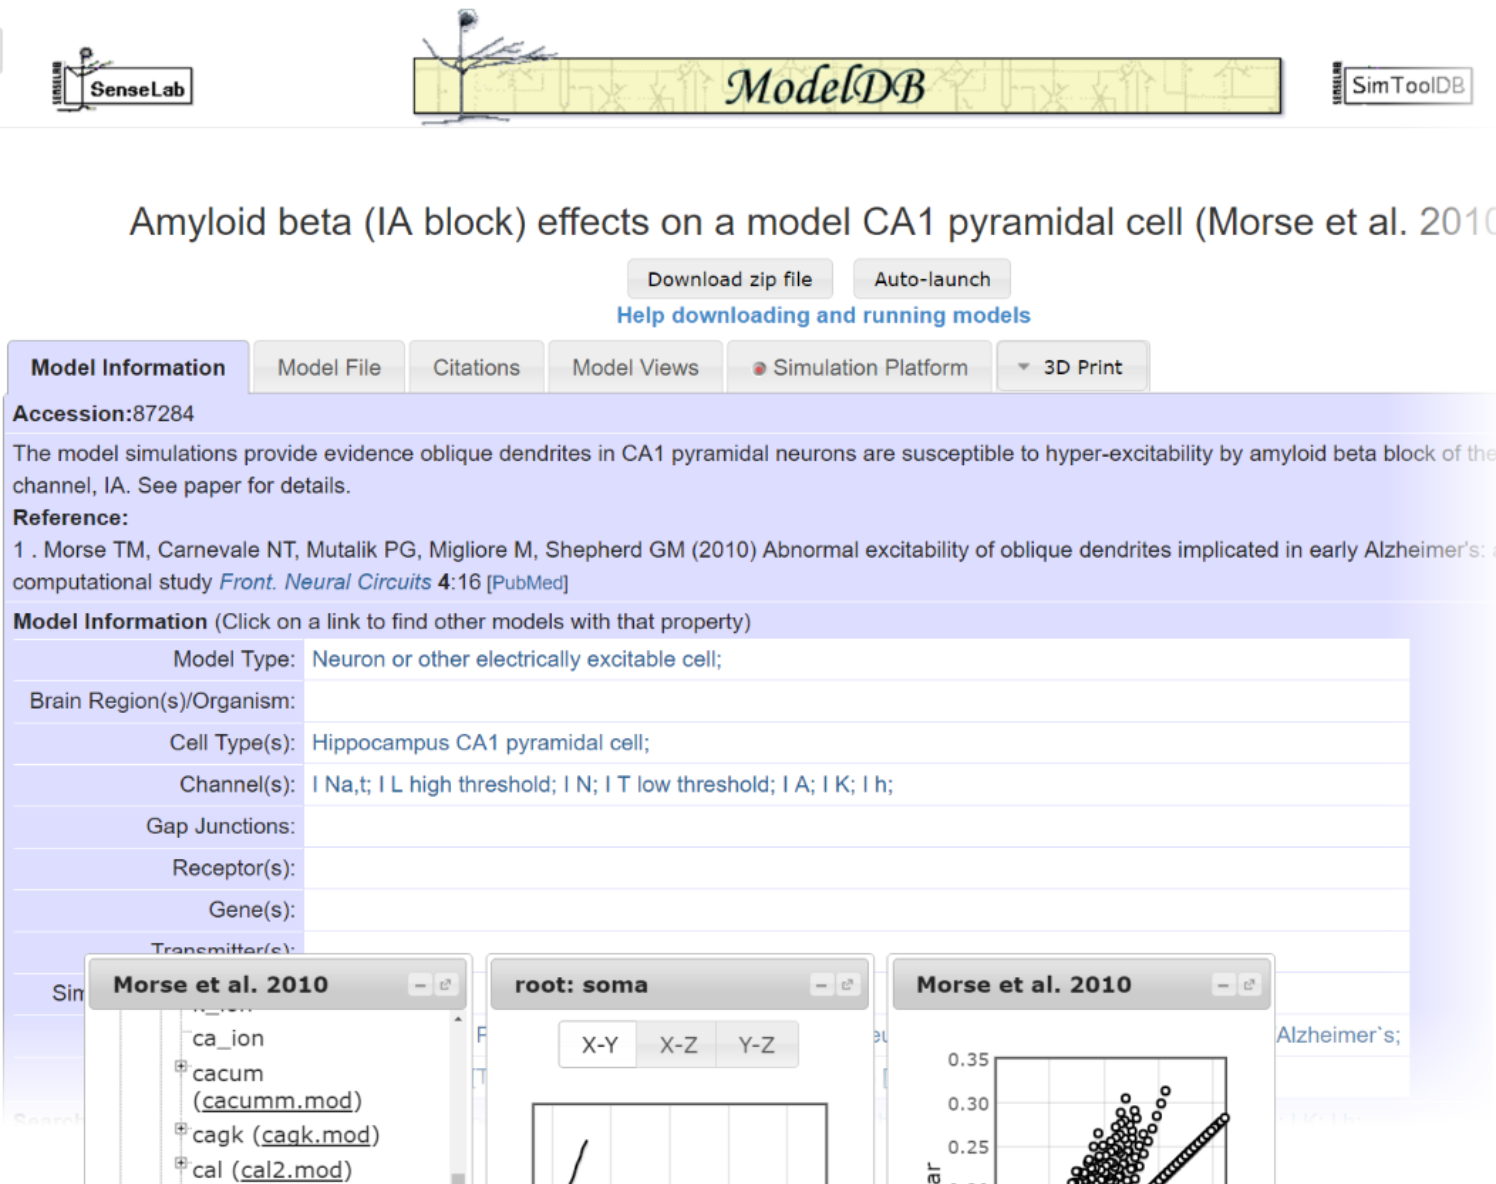 SENSELAB
SenseLab
ModelDB
SENSELAB
SimToolDB
Amyloid beta (IA block) effects on a model CA1 pyramidal cell (Morse et al. 2010
Download zip file
Auto-launch
Help downloading and running models
Model Information
Model File
Citations
Model Views
Simulation Platform
3D Print
Accession:87284
The model simulations provide evidence oblique dendrites in CA1 pyramidal neurons are susceptible to hyper-excitability by amyloid beta block of the
channel, IA. See paper for details.
Reference:
1 . Morse TM, Carnevale NT, Mutalik PG, Migliore M, Shepherd GM (2010) Abnormal excitability of oblique dendrites implicated in early Alzheimer's: a
computational study Front. Neural Circuits 4:16 [PubMed]
Model Information (Click on a link to find other models with that property)
Model Type: Neuron or other electrically excitable cell;
Brain Region(s)/Organism:
Cell Type(s): Hippocampus CA1 pyramidal cell;
Channel(s): I Na,t; I L high threshold; I N; I T low threshold; I A; I K; I h;
Gap Junctions:
Receptor(s):
Gene(s):
Transmitter(s):
Sim
Alzheimer`s;
Search
I K; I h;
Morse et al. 2010
k_ion
ca_ion
cacum
(cacumm.mod)
cagk (cagk.mod)
cal (cal2.mod)
root: soma
X-Y
X-Z
Y-Z
Morse et al. 2010
0.35
0.30
0.25
ar